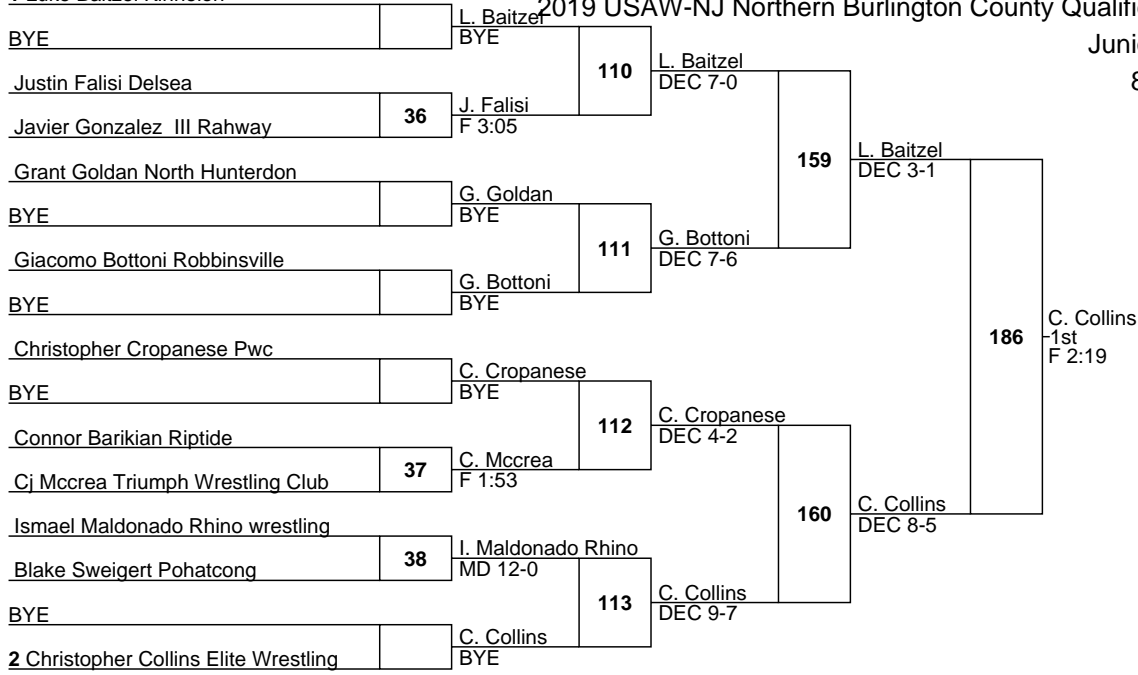 2019 USAW-NJ Northern Burlington County Qualifi
Juni
8
L. Baitzel
BYE
BYE
110
L. Baitzel
DEC 7-0
Justin Falisi Delsea
36
J. Falisi
F 3:05
Javier Gonzalez III Rahway
159
L. Baitzel
DEC 3-1
Grant Goldan North Hunterdon
G. Goldan
BYE
BYE
111
G. Bottoni
DEC 7-6
Giacomo Bottoni Robbinsville
G. Bottoni
BYE
BYE
186
C. Collins
1st
F 2:19
Christopher Cropanese Pwc
C. Cropanese
BYE
BYE
112
C. Cropanese
DEC 4-2
Connor Barikian Riptide
37
C. Mccrea
F 1:53
Cj Mccrea Triumph Wrestling Club
160
C. Collins
DEC 8-5
Ismael Maldonado Rhino wrestling
38
I. Maldonado Rhino
MD 12-0
Blake Sweigert Pohatcong
113
C. Collins
DEC 9-7
BYE
C. Collins
BYE
2 Christopher Collins Elite Wrestling